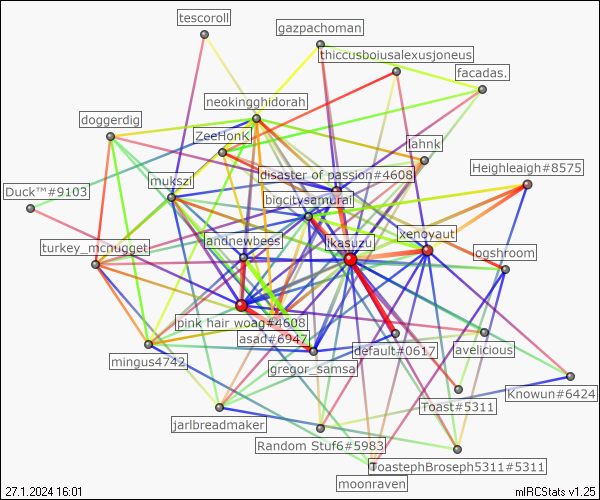 tescoroll
gazpachoman
thiccusboiusalexusjoneus
facadas.
neokingghidorah
doggerdig
ZeeHonK
lahnk
disaster of passion#4608
Heighleaigh#8575
mukszi
Duck™#9103
bigcitysamurai
xenoyaut
andnewbees
ikasuzu
turkey_mcnugget
ogshroom
pink hair woag#4608
asad#6947
default#0617
avelicious
mingus4742
gregor_samsa
Knowun#6424
Toast#5311
jarlbreadmaker
Random Stuf6#5983
ToastephBroseph5311#5311
moonraven
27.1.2024 16:01
mIRCStats v1.25